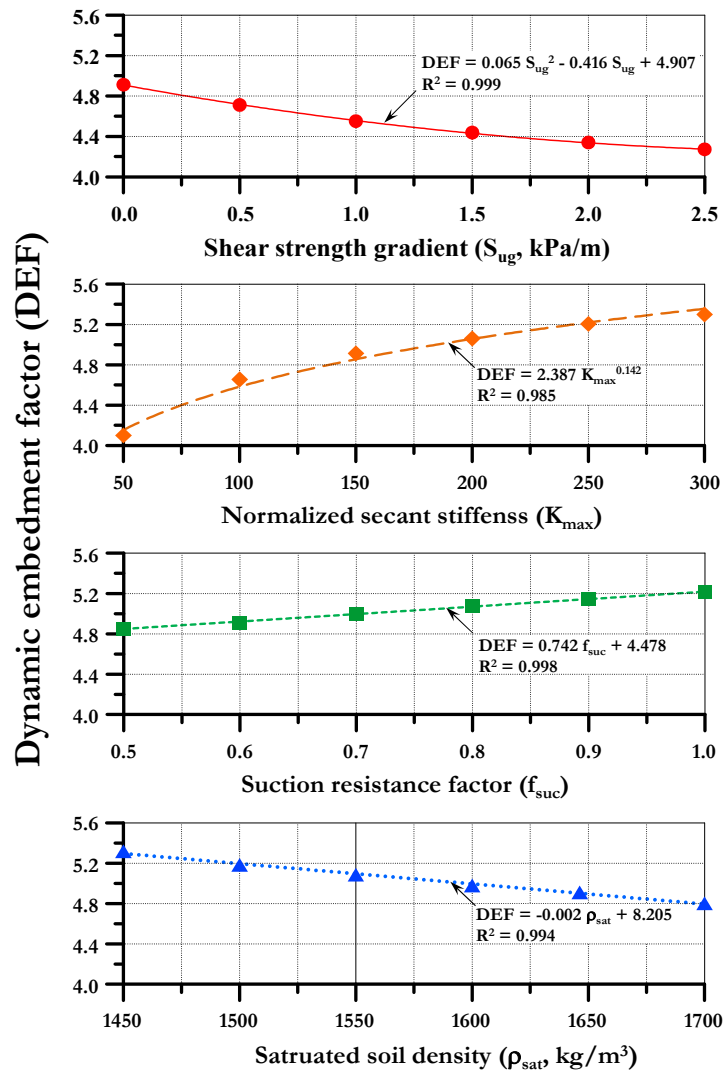 Dynamic embedment factor (DEF)
5.6
5.2
4.8
4.4
4.0
DEF = 0.065 Sug² - 0.416 Sug + 4.907
R² = 0.999
0.0 0.5 1.0 1.5 2.0 2.5
Shear strength gradient (Sug, kPa/m)
5.6
5.2
4.8
4.4
4.0
DEF = 2.387 Kmax^0.142
R² = 0.985
50 100 150 200 250 300
Normalized secant stiffenss (Kmax)
5.6
5.2
4.8
4.4
4.0
DEF = 0.742 fsuc + 4.478
R² = 0.998
0.5 0.6 0.7 0.8 0.9 1.0
Suction resistance factor (fsuc)
5.6
5.2
4.8
4.4
4.0
DEF = -0.002 ρsat + 8.205
R² = 0.994
1450 1500 1550 1600 1650 1700
Satruated soil density (ρsat, kg/m³)